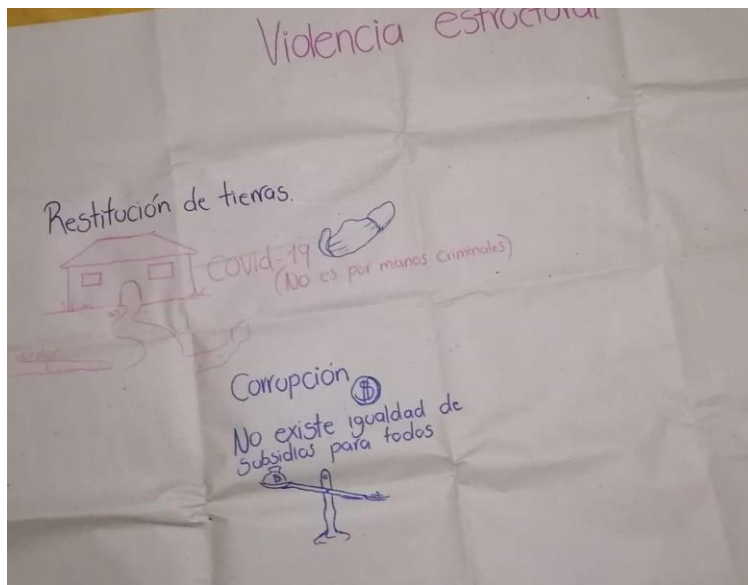 Violencia estructural
Restitución de tierras.
Covid-19
(No es por manos criminales)
Corrupción $
No existe igualdad de
subsidios para todos